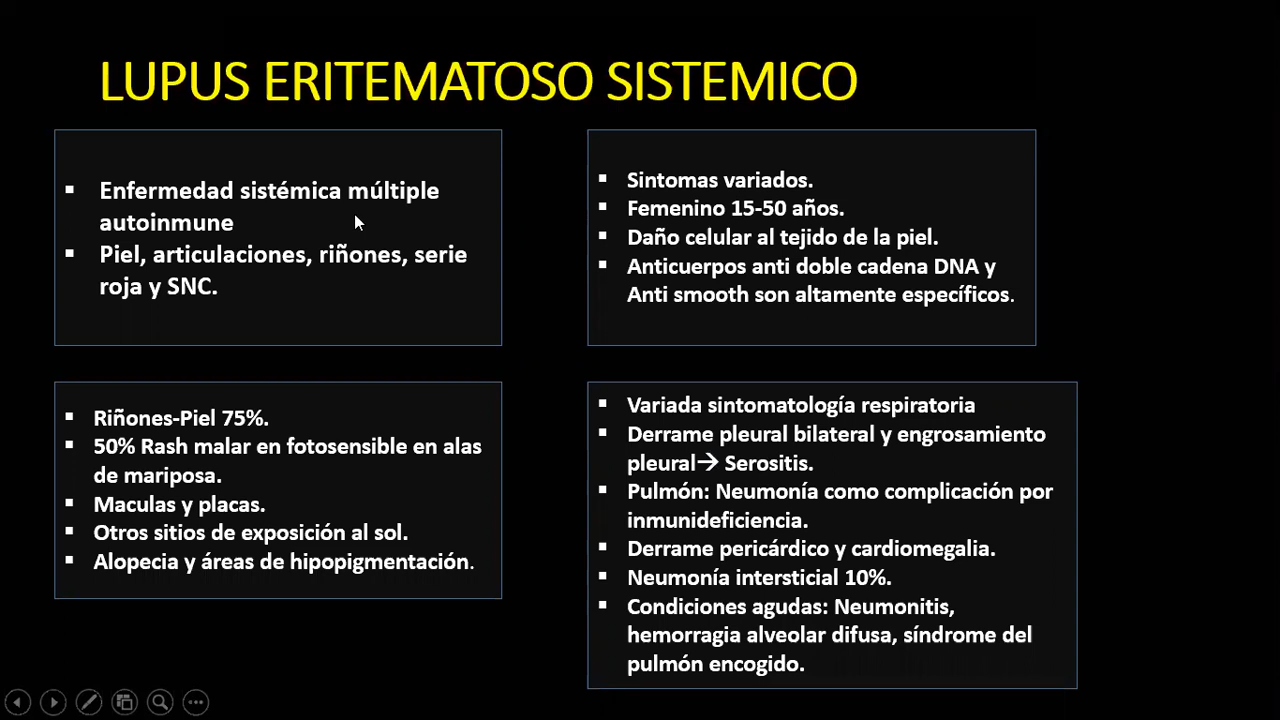 LUPUS ERITEMATOSO SISTEMICO
▪ Enfermedad sistémica múltiple
autoinmune
▪ Piel, articulaciones, riñones, serie
roja y SNC.
▪ Sintomas variados.
▪ Femenino 15-50 años.
▪ Daño celular al tejido de la piel.
▪ Anticuerpos anti doble cadena DNA y
Anti smooth son altamente específicos.
▪ Riñones-Piel 75%.
▪ 50% Rash malar en fotosensible en alas
de mariposa.
▪ Maculas y placas.
▪ Otros sitios de exposición al sol.
▪ Alopecia y áreas de hipopigmentación.
▪ Variada sintomatología respiratoria
▪ Derrame pleural bilateral y engrosamiento
pleural→ Serositis.
▪ Pulmón: Neumonía como complicación por
inmunideficiencia.
▪ Derrame pericárdico y cardiomegalia.
▪ Neumonía intersticial 10%.
▪ Condiciones agudas: Neumonitis,
hemorragia alveolar difusa, síndrome del
pulmón encogido.